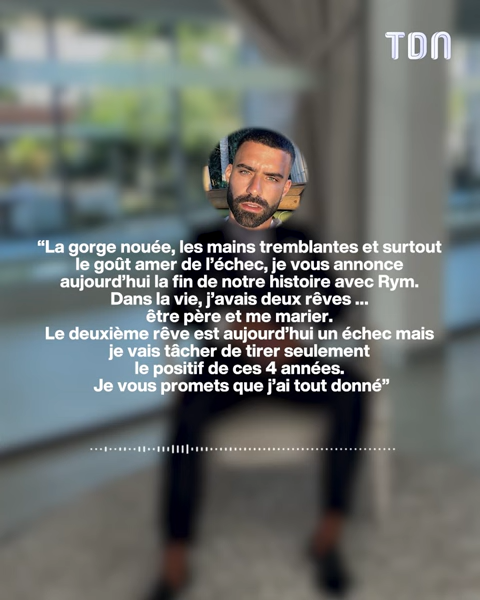 TDN
“La gorge nouée, les mains tremblantes et surtout
le goût amer de l’échec, je vous annonce
aujourd’hui la fin de notre histoire avec Rym.
Dans la vie, j’avais deux rêves ...
être père et me marier.
Le deuxième rêve est aujourd’hui un échec mais
je vais tâcher de tirer seulement
le positif de ces 4 années.
Je vous promets que j’ai tout donné”